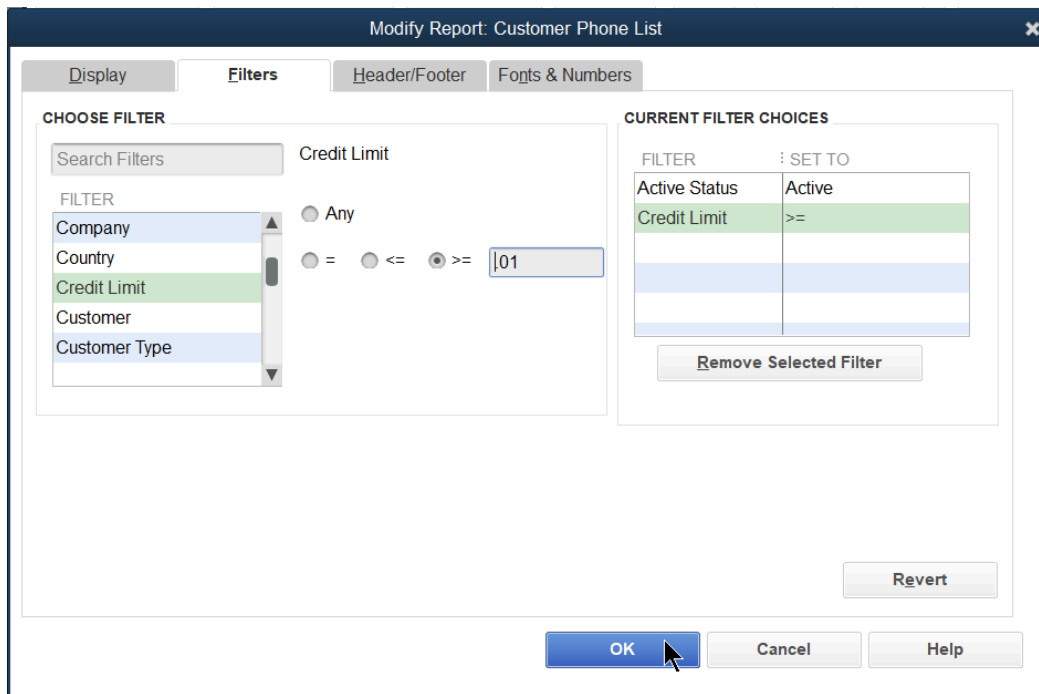 Modify Report: Customer Phone List
Display Filters Header/Footer Fonts & Numbers
CHOOSE FILTER
Search Filters
Credit Limit
FILTER
Company
Country
Credit Limit
Customer
Customer Type
Any
= <= >= .01
CURRENT FILTER CHOICES
FILTER SET TO
Active Status Active
Credit Limit >=
Remove Selected Filter
Revert
OK Cancel Help